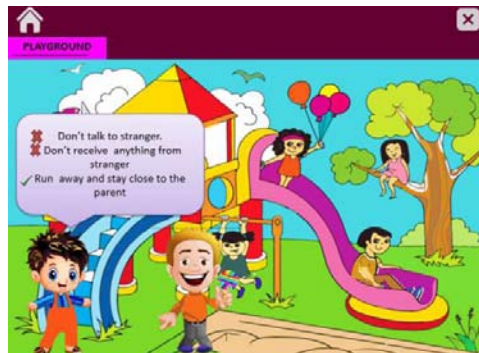 PLAYGROUND
✗ Don't talk to stranger.
✗ Don't receive anything from
stranger
✓ Run away and stay close to the
parent